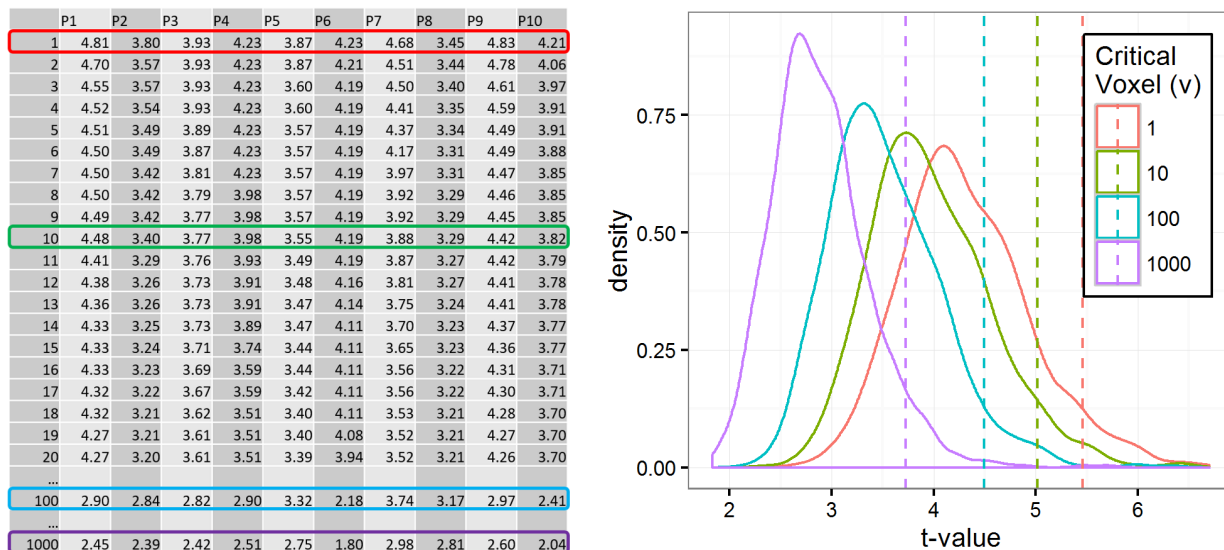 P1 P2 P3 P4 P5 P6 P7 P8 P9 P10
1 4.81 3.80 3.93 4.23 3.87 4.23 4.68 3.45 4.83 4.21
2 4.70 3.57 3.93 4.23 3.87 4.21 4.51 3.44 4.78 4.06
3 4.55 3.57 3.93 4.23 3.60 4.19 4.50 3.40 4.61 3.97
4 4.52 3.54 3.93 4.23 3.60 4.19 4.41 3.35 4.59 3.91
5 4.51 3.49 3.89 4.23 3.57 4.19 4.37 3.34 4.49 3.91
6 4.50 3.49 3.87 4.23 3.57 4.19 4.17 3.31 4.49 3.88
7 4.50 3.42 3.81 4.23 3.57 4.19 3.97 3.31 4.47 3.85
8 4.50 3.42 3.79 3.98 3.57 4.19 3.92 3.29 4.46 3.85
9 4.49 3.42 3.77 3.98 3.57 4.19 3.92 3.29 4.45 3.85
10 4.48 3.40 3.77 3.98 3.55 4.19 3.88 3.29 4.42 3.82
11 4.41 3.29 3.76 3.93 3.49 4.19 3.87 3.27 4.42 3.79
12 4.38 3.26 3.73 3.91 3.48 4.16 3.81 3.27 4.41 3.78
13 4.36 3.26 3.73 3.91 3.47 4.14 3.75 3.24 4.41 3.78
14 4.33 3.25 3.73 3.89 3.47 4.11 3.70 3.23 4.37 3.77
15 4.33 3.24 3.71 3.74 3.44 4.11 3.65 3.23 4.36 3.77
16 4.33 3.23 3.69 3.59 3.44 4.11 3.56 3.22 4.31 3.71
17 4.32 3.22 3.67 3.59 3.42 4.11 3.56 3.22 4.30 3.71
18 4.32 3.21 3.62 3.51 3.40 4.11 3.53 3.21 4.28 3.70
19 4.27 3.21 3.61 3.51 3.40 4.08 3.52 3.21 4.27 3.70
20 4.27 3.20 3.61 3.51 3.39 3.94 3.52 3.21 4.26 3.70
...
100 2.90 2.84 2.82 2.90 3.32 2.18 3.74 3.17 2.97 2.41
...
1000 2.45 2.39 2.42 2.51 2.75 1.80 2.98 2.81 2.60 2.04
density
0.75
0.50
0.25
0.00
2 3 4 5 6
t-value
Critical
Voxel (v)
1
10
100
1000